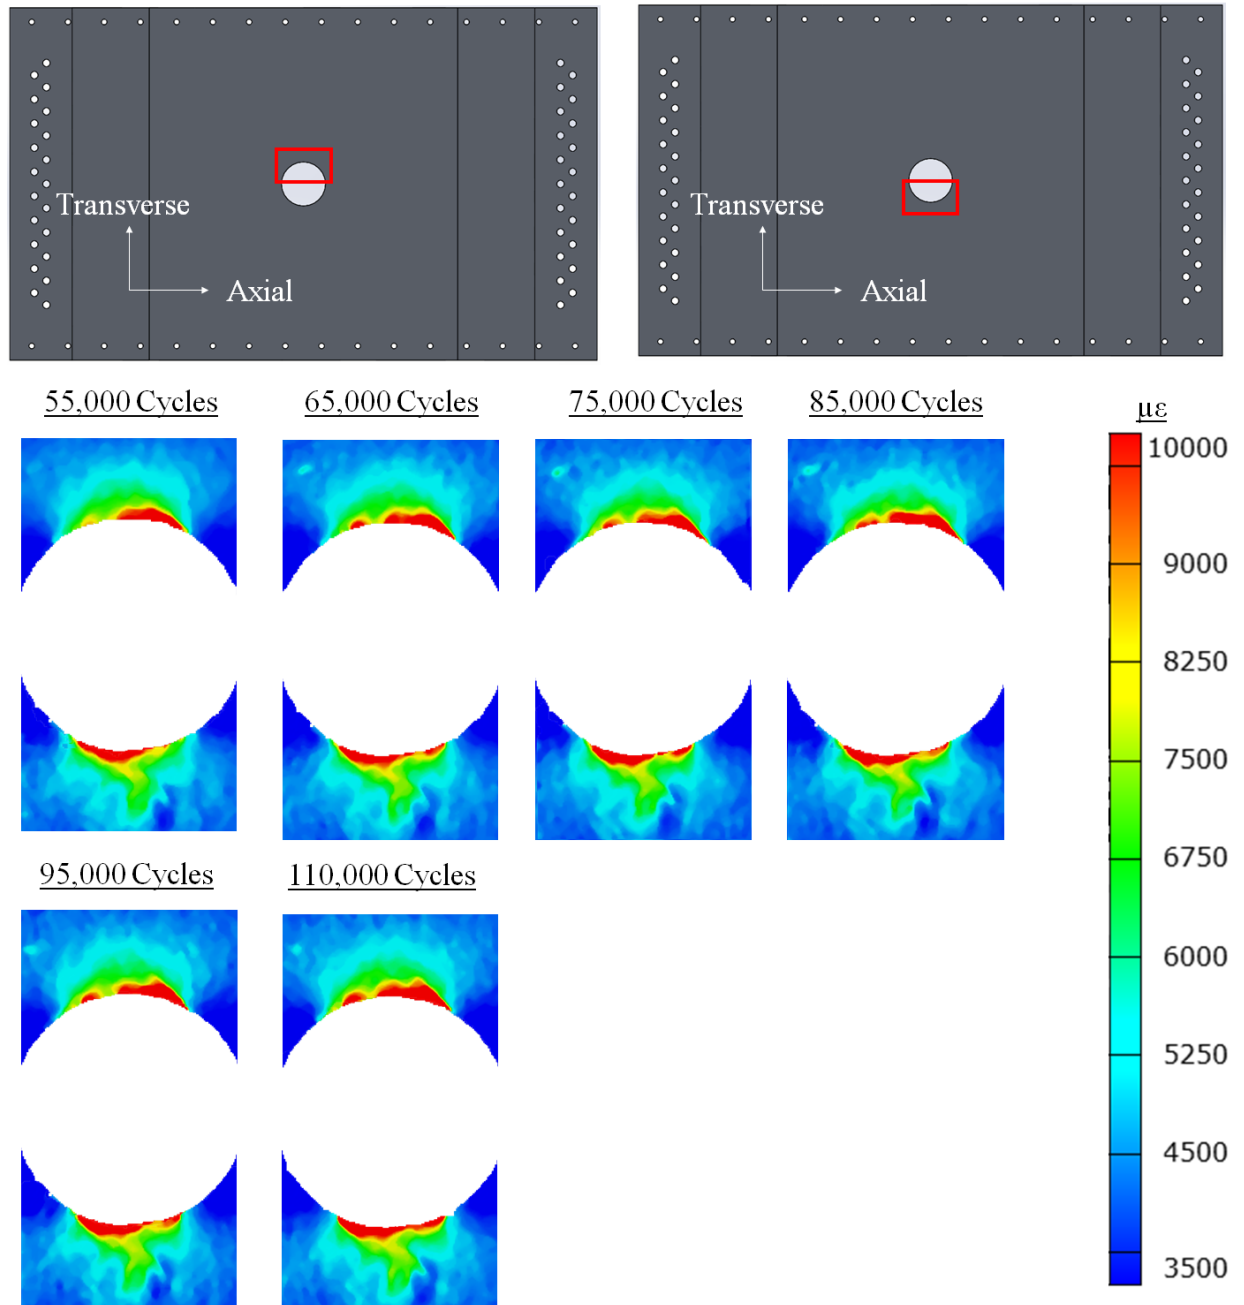 Transverse
Axial
Transverse
Axial
55,000 Cycles
65,000 Cycles
75,000 Cycles
85,000 Cycles
με
10000
9000
8250
7500
6750
6000
5250
4500
3500
95,000 Cycles
110,000 Cycles